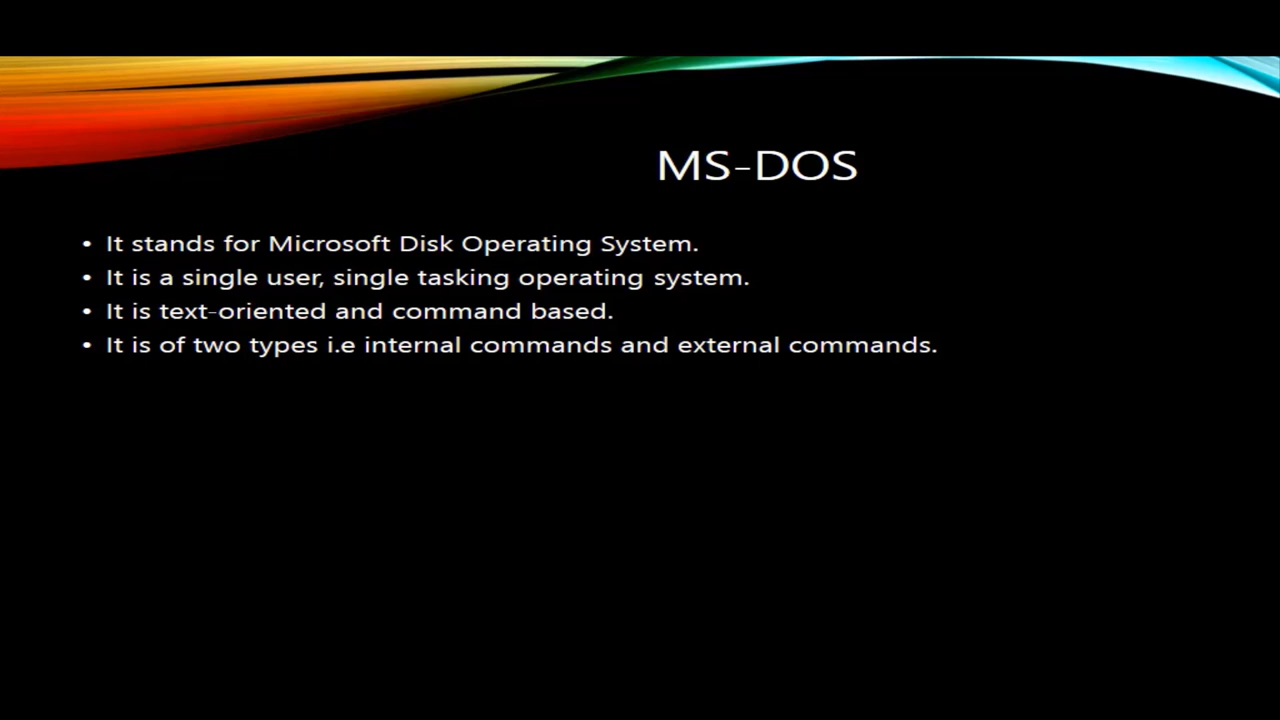 MS-DOS
• It stands for Microsoft Disk Operating System.
• It is a single user, single tasking operating system.
• It is text-oriented and command based.
• It is of two types i.e internal commands and external commands.